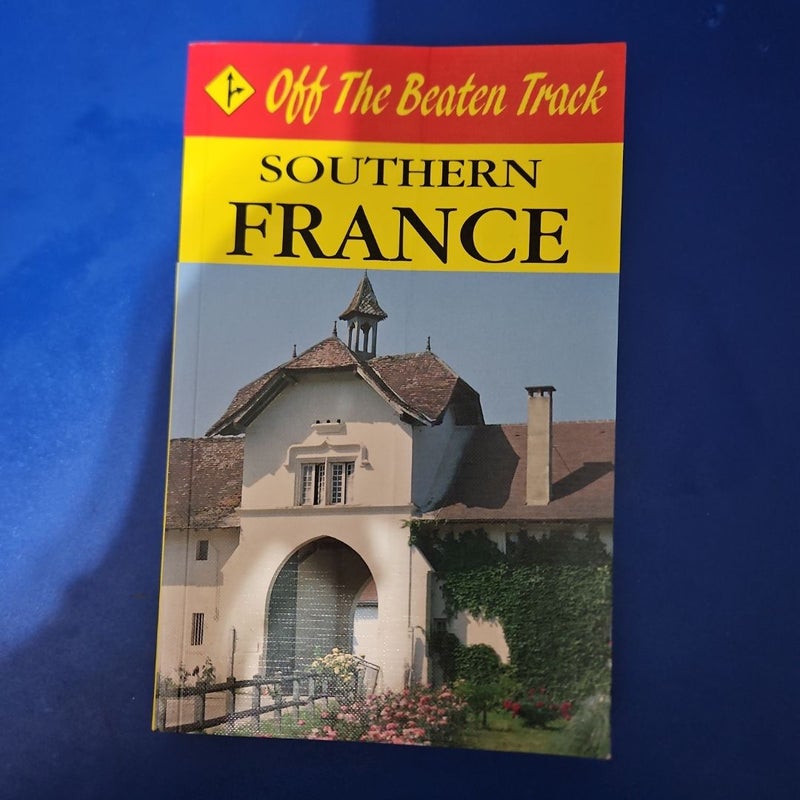 Off The Beaten Track
SOUTHERN
FRANCE